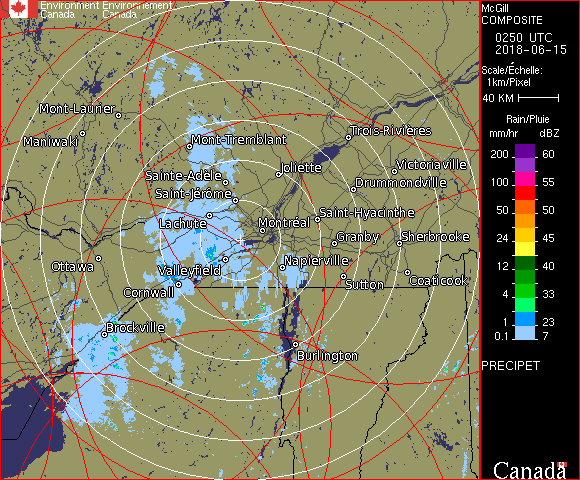 Environment Environnement
Canada Canada
McGill
COMPOSITE
0250 UTC
2018-06-15
Scale/Échelle:
1km/Pixel
40 KM
Rain/Pluie
mm/hr dBZ
200 60
100 55
50 50
24 45
12 40
4 33
1 23
0.1 7
PRECIPET
Canada
Mont-Laurier
Maniwaki
Mont-Tremblant
Trois-Rivières
Sainte-Adèle
Joliette
Victoriaville
Saint-Jérôme
Drummondville
Lachute
Montréal
Saint-Hyacinthe
Granby
Sherbrooke
Ottawa
Valleyfield
Napierville
Cornwall
Sutton
Coaticook
Brockville
Burlington